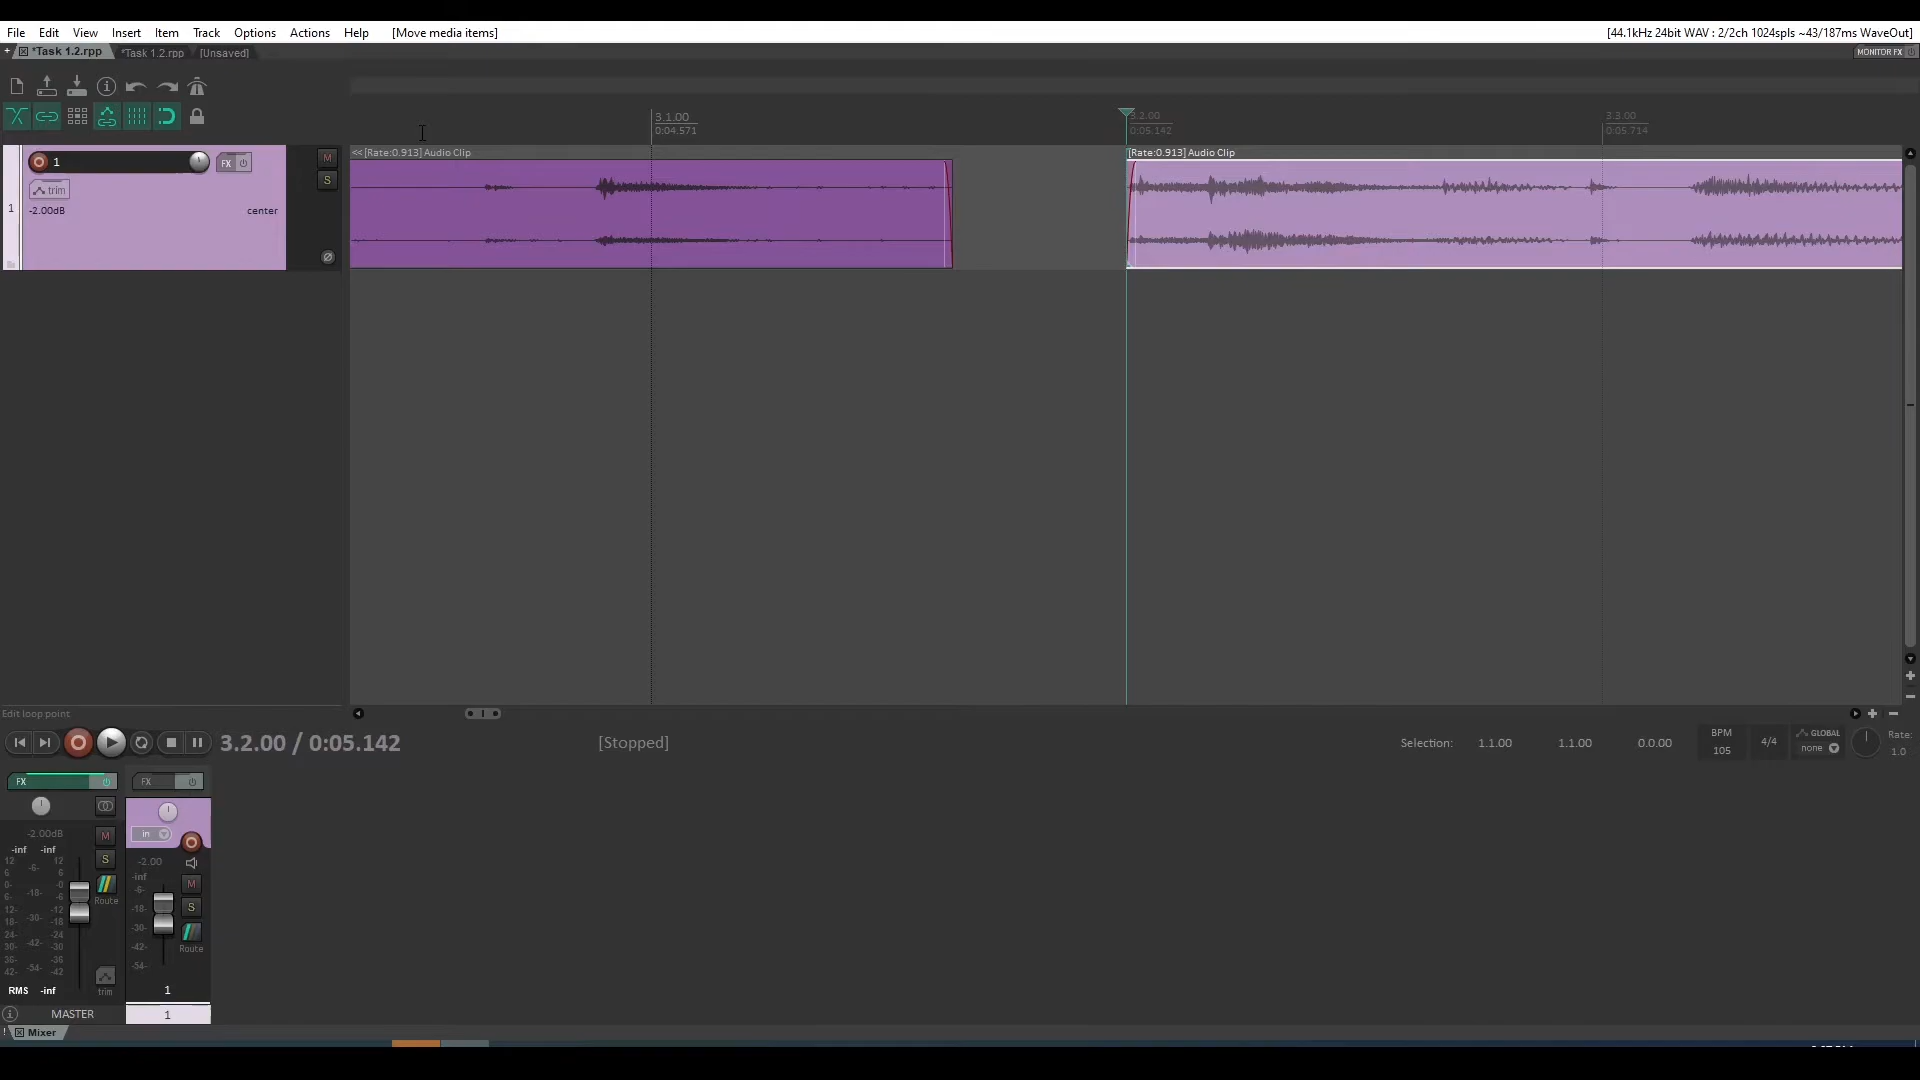 File Edit View Insert Item Track Options Actions Help [Move media items] [44.1kHz 24bit WAV : 2/2ch 1024spls ~43/187ms WaveOut]
*Task 1.2.rpp *Task 1.2.rpp [Unsaved] MONITOR FX
3.1.00 3.2.00 3.3.00
0:04.571 0:05.142 0:05.714
<< [Rate:0.913] Audio Clip [Rate:0.913] Audio Clip
1 FX M
trim S
-2.00dB center
1
Edit loop point
3.2.00 / 0:05.142 [Stopped] Selection: 1.1.00 1.1.00 0.0.00
BPM
105
4/4
GLOBAL
none
Rate:
1.0
FX FX
in
-2.00dB M
-inf -inf
12 -6- 12
6 6
0- -18- -0
6- -6
12- -30- -12
18- -18
24- -42- -24
30- -30
36- -54- -36
42- -42
S
Route
trim
RMS -inf
MASTER
-2.00
-inf
-6-
-18-
-30-
-42-
-54-
M
S
Route
1
1
Mixer